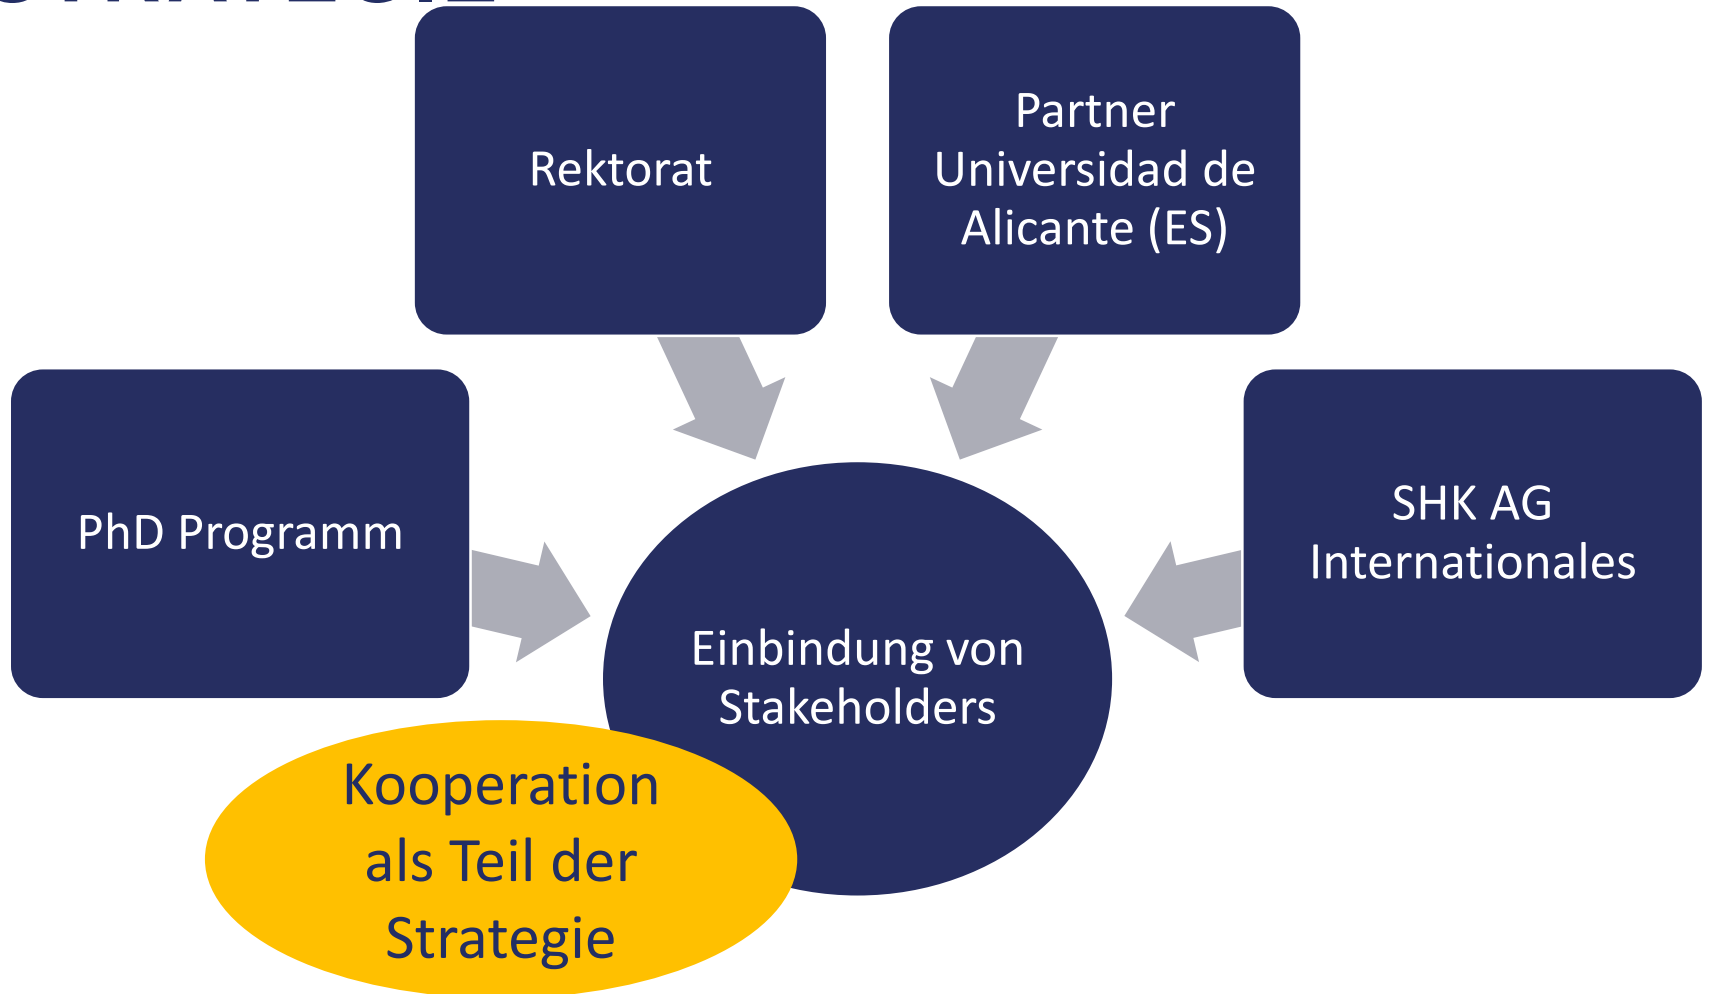 Rektorat
Partner
Universidad de
Alicante (ES)
PhD Programm
SHK AG
Internationales
Einbindung von
Stakeholders
Kooperation
als Teil der
Strategie